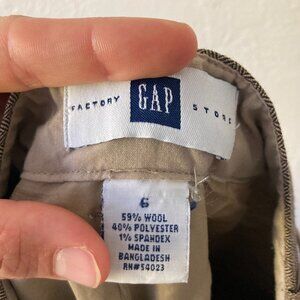 FACTORY GAP STORE
6
59% WOOL
40% POLYESTER
1% SPANDEX
MADE IN
BANGLADESH
RN#54023